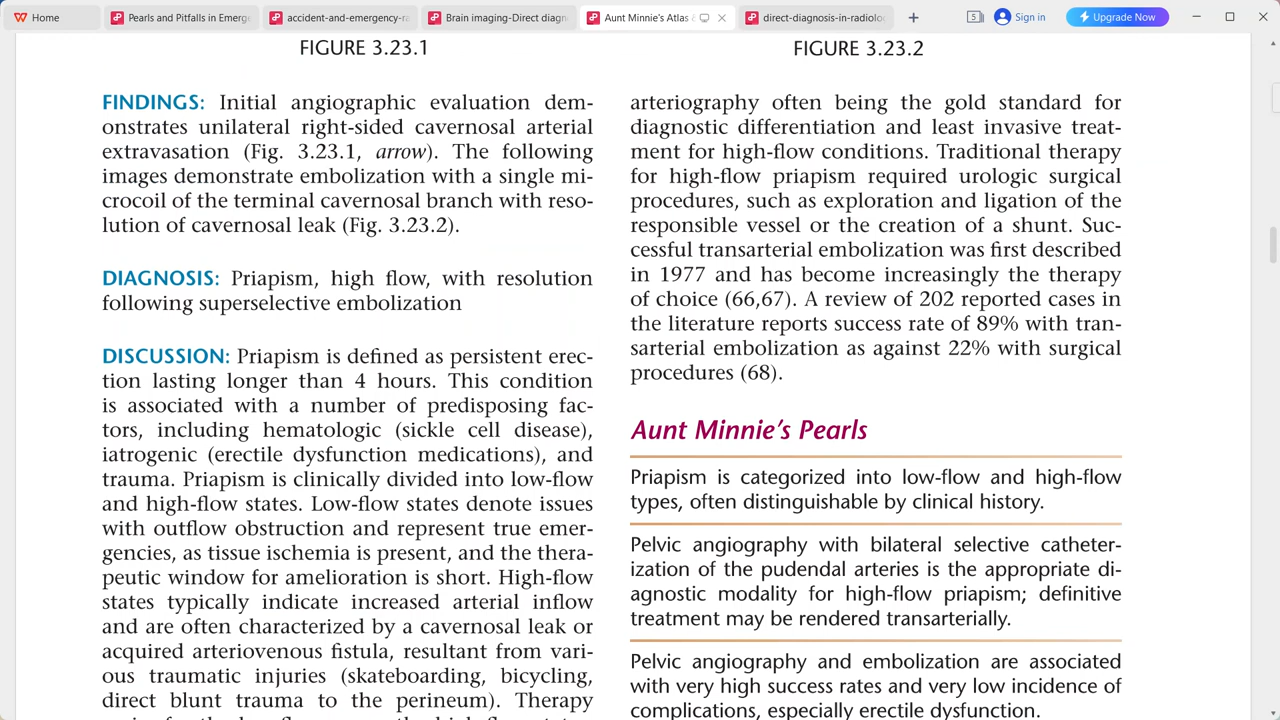 Home
Pearls and Pitfalls in Emerg
accident-and-emergency-ra
Brain imaging-Direct diagn
Aunt Minnie's Atlas
direct-diagnosis-in-radiolo
5
Sign in
Upgrade Now
FIGURE 3.23.1
FIGURE 3.23.2
FINDINGS: Initial angiographic evaluation dem-
onstrates unilateral right-sided cavernosal arterial
extravasation (Fig. 3.23.1, arrow). The following
images demonstrate embolization with a single mi-
crocoil of the terminal cavernosal branch with reso-
lution of cavernosal leak (Fig. 3.23.2).
DIAGNOSIS: Priapism, high flow, with resolution
following superselective embolization
DISCUSSION: Priapism is defined as persistent erec-
tion lasting longer than 4 hours. This condition
is associated with a number of predisposing fac-
tors, including hematologic (sickle cell disease),
iatrogenic (erectile dysfunction medications), and
trauma. Priapism is clinically divided into low-flow
and high-flow states. Low-flow states denote issues
with outflow obstruction and represent true emer-
gencies, as tissue ischemia is present, and the thera-
peutic window for amelioration is short. High-flow
states typically indicate increased arterial inflow
and are often characterized by a cavernosal leak or
acquired arteriovenous fistula, resultant from vari-
ous traumatic injuries (skateboarding, bicycling,
direct blunt trauma to the perineum). Therapy
arteriography often being the gold standard for
diagnostic differentiation and least invasive treat-
ment for high-flow conditions. Traditional therapy
for high-flow priapism required urologic surgical
procedures, such as exploration and ligation of the
responsible vessel or the creation of a shunt. Suc-
cessful transarterial embolization was first described
in 1977 and has become increasingly the therapy
of choice (66,67). A review of 202 reported cases in
the literature reports success rate of 89% with tran-
sarterial embolization as against 22% with surgical
procedures (68).
Aunt Minnie's Pearls
Priapism is categorized into low-flow and high-flow
types, often distinguishable by clinical history.
Pelvic angiography with bilateral selective catheter-
ization of the pudendal arteries is the appropriate di-
agnostic modality for high-flow priapism; definitive
treatment may be rendered transarterially.
Pelvic angiography and embolization are associated
with very high success rates and very low incidence of
complications, especially erectile dysfunction.